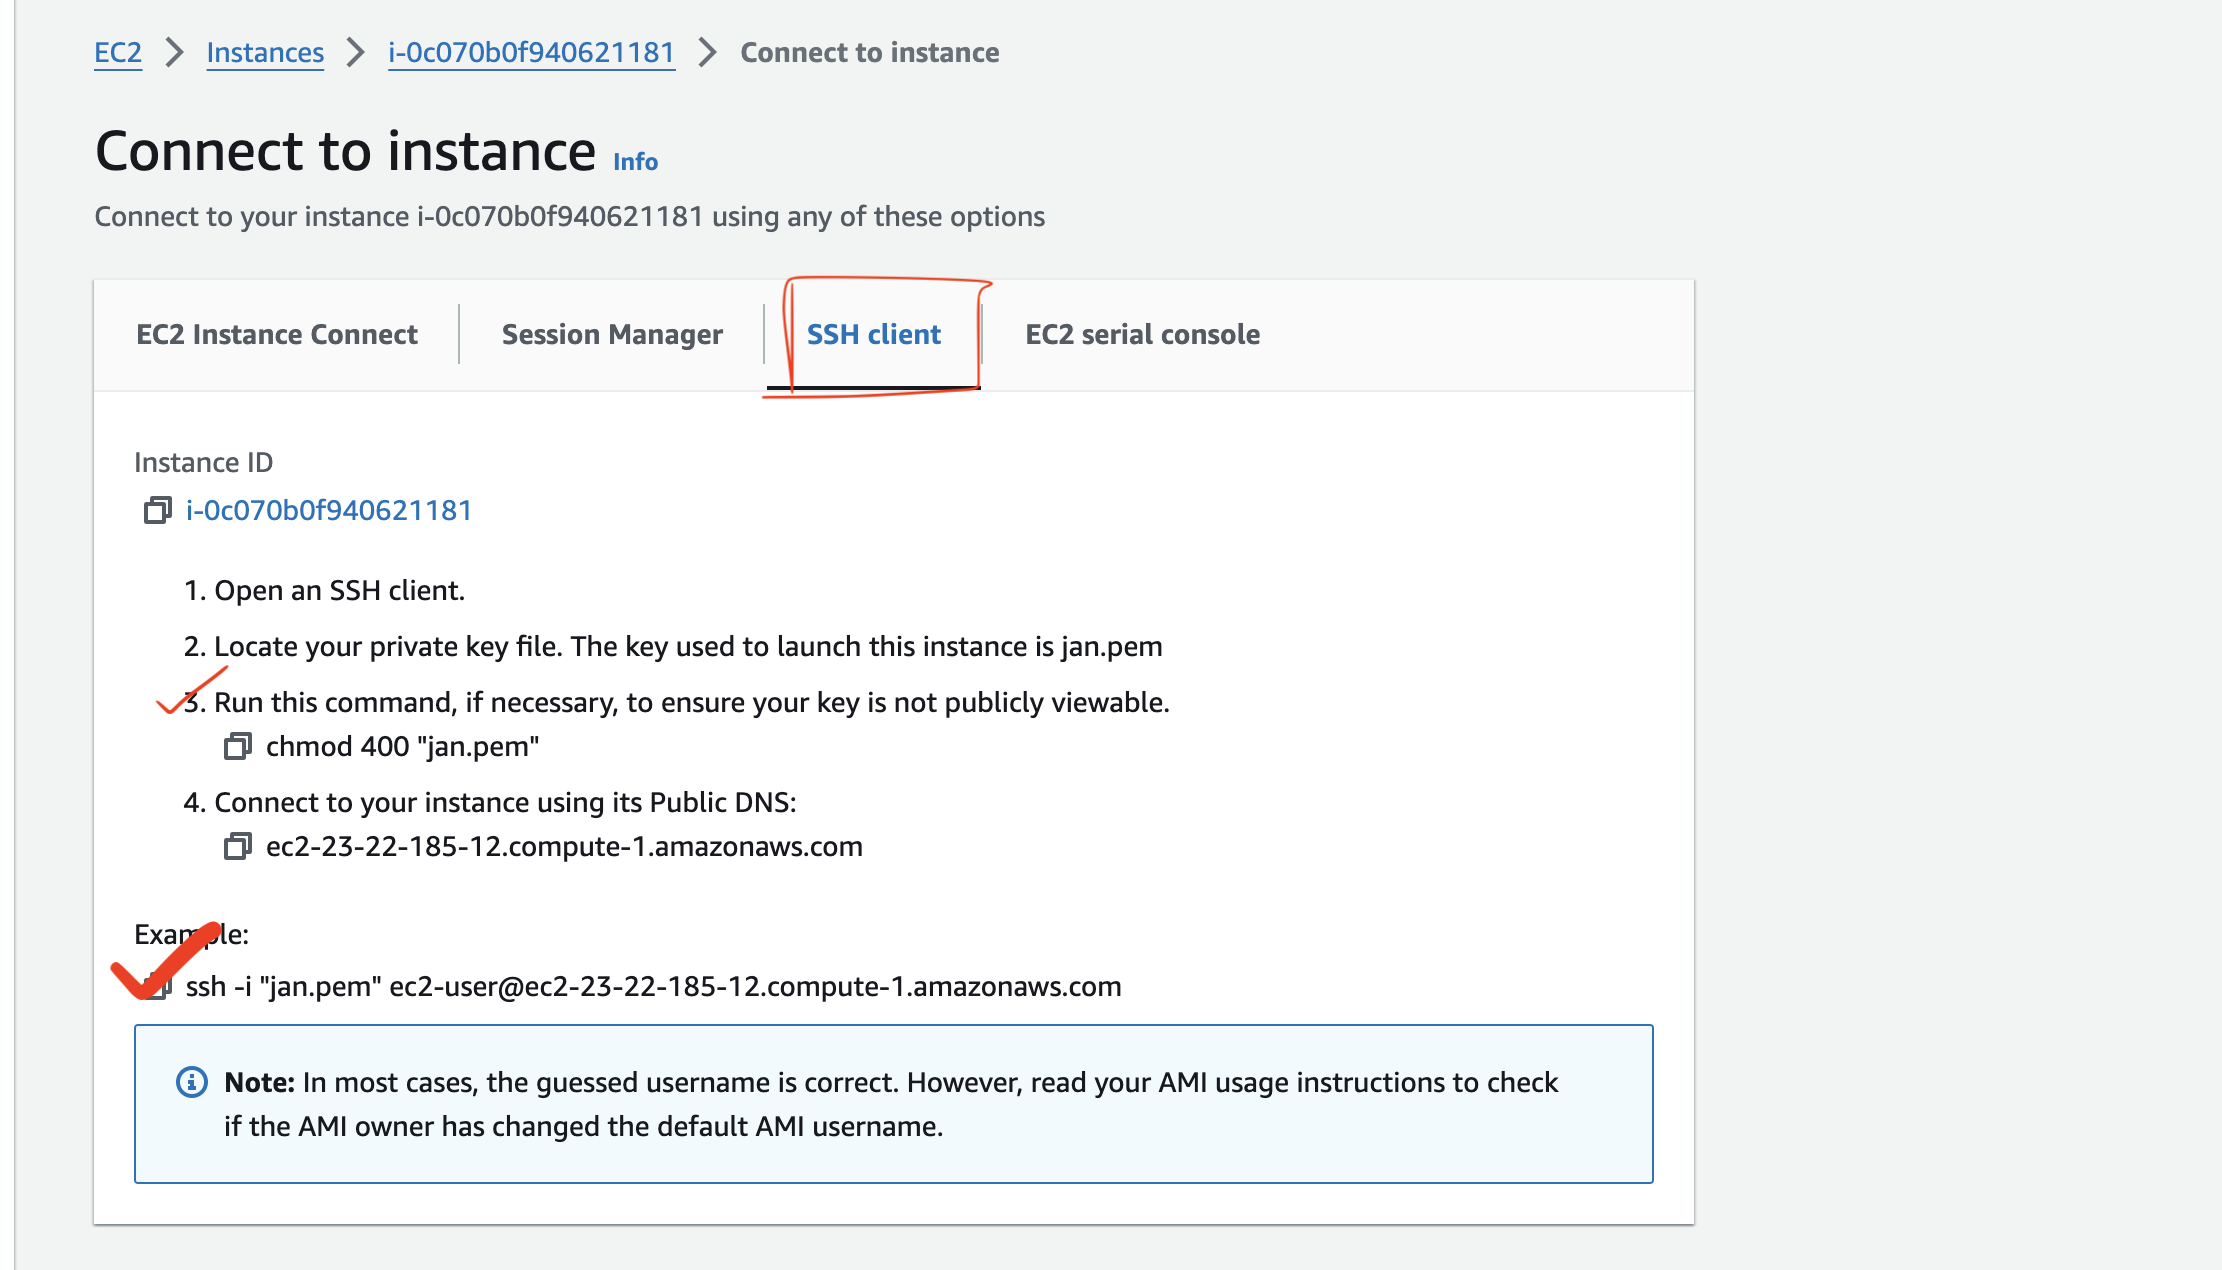 EC2 > Instances > i-0c070b0f940621181 > Connect to instance
Connect to instance Info
Connect to your instance i-0c070b0f940621181 using any of these options
EC2 Instance Connect Session Manager SSH client EC2 serial console
Instance ID
i-0c070b0f940621181
1. Open an SSH client.
2. Locate your private key file. The key used to launch this instance is jan.pem
3. Run this command, if necessary, to ensure your key is not publicly viewable.
chmod 400 "jan.pem"
4. Connect to your instance using its Public DNS:
ec2-23-22-185-12.compute-1.amazonaws.com
Example:
ssh -i "jan.pem" ec2-user@ec2-23-22-185-12.compute-1.amazonaws.com
Note: In most cases, the guessed username is correct. However, read your AMI usage instructions to check
if the AMI owner has changed the default AMI username.